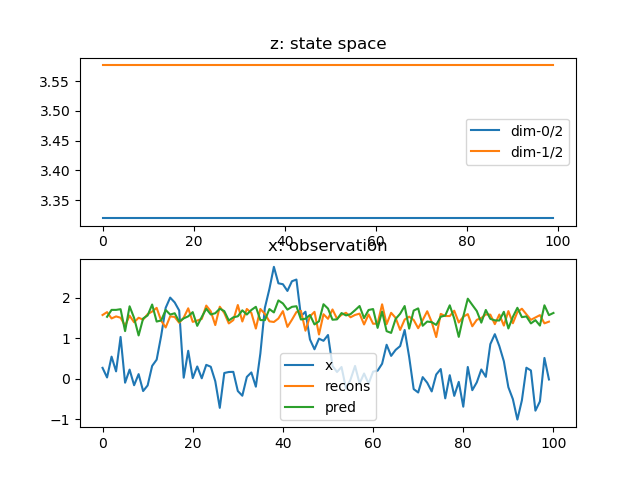 z: state space
3.55
3.50
3.45
3.40
3.35
dim-0/2
dim-1/2
0 20 40 60 80 100
x: observation
2
1
0
−1
x
recons
pred
0 20 40 60 80 100